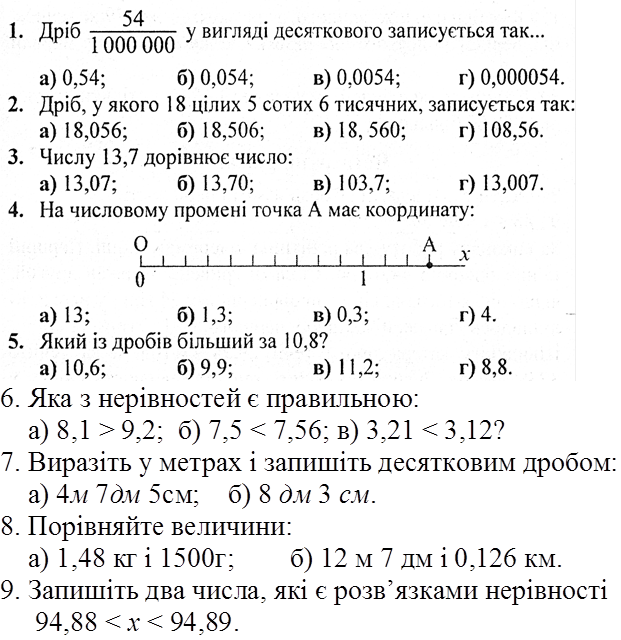 1. Дріб 54/1000 000 у вигляді десяткового записується так...
а) 0,54; б) 0,054; в) 0,0054; г) 0,000054.
2. Дріб, у якого 18 цілих 5 сотих 6 тисячних, записується так:
а) 18,056; б) 18,506; в) 18, 560; г) 108,56.
3. Числу 13,7 дорівнює число:
а) 13,07; б) 13,70; в) 103,7; г) 13,007.
4. На числовому промені точка А має координату:
О А x
0 1
а) 13; б) 1,3; в) 0,3; г) 4.
5. Який із дробів більший за 10,8?
а) 10,6; б) 9,9; в) 11,2; г) 8,8.
6. Яка з нерівностей є правильною:
а) 8,1 > 9,2; б) 7,5 < 7,56; в) 3,21 < 3,12?
7. Виразіть у метрах і запишіть десятковим дробом:
а) 4м 7дм 5см; б) 8 дм 3 см.
8. Порівняйте величини:
а) 1,48 кг і 1500г; б) 12 м 7 дм і 0,126 км.
9. Запишіть два числа, які є розв’язками нерівності
94,88 < x < 94,89.